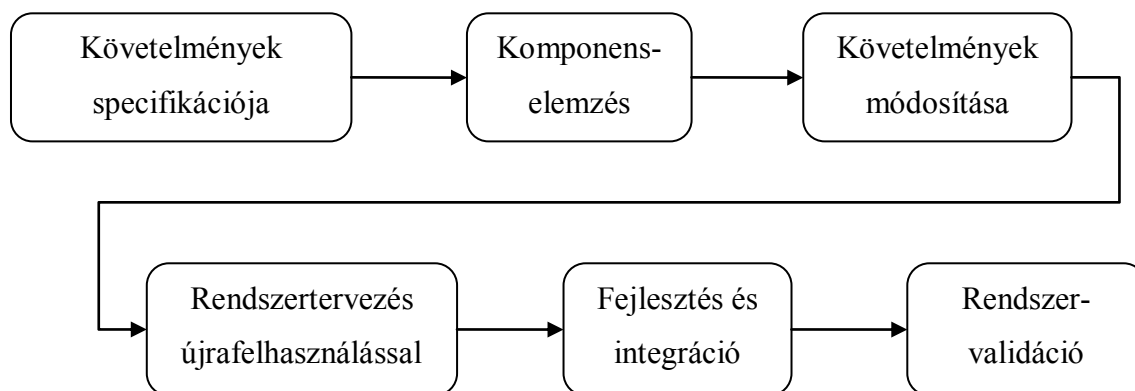 Követelmények
specifikációja
Komponens-
elemzés
Követelmények
módosítása
Rendszertervezés
újrafelhasználással
Fejlesztés és
integráció
Rendszer-
validáció